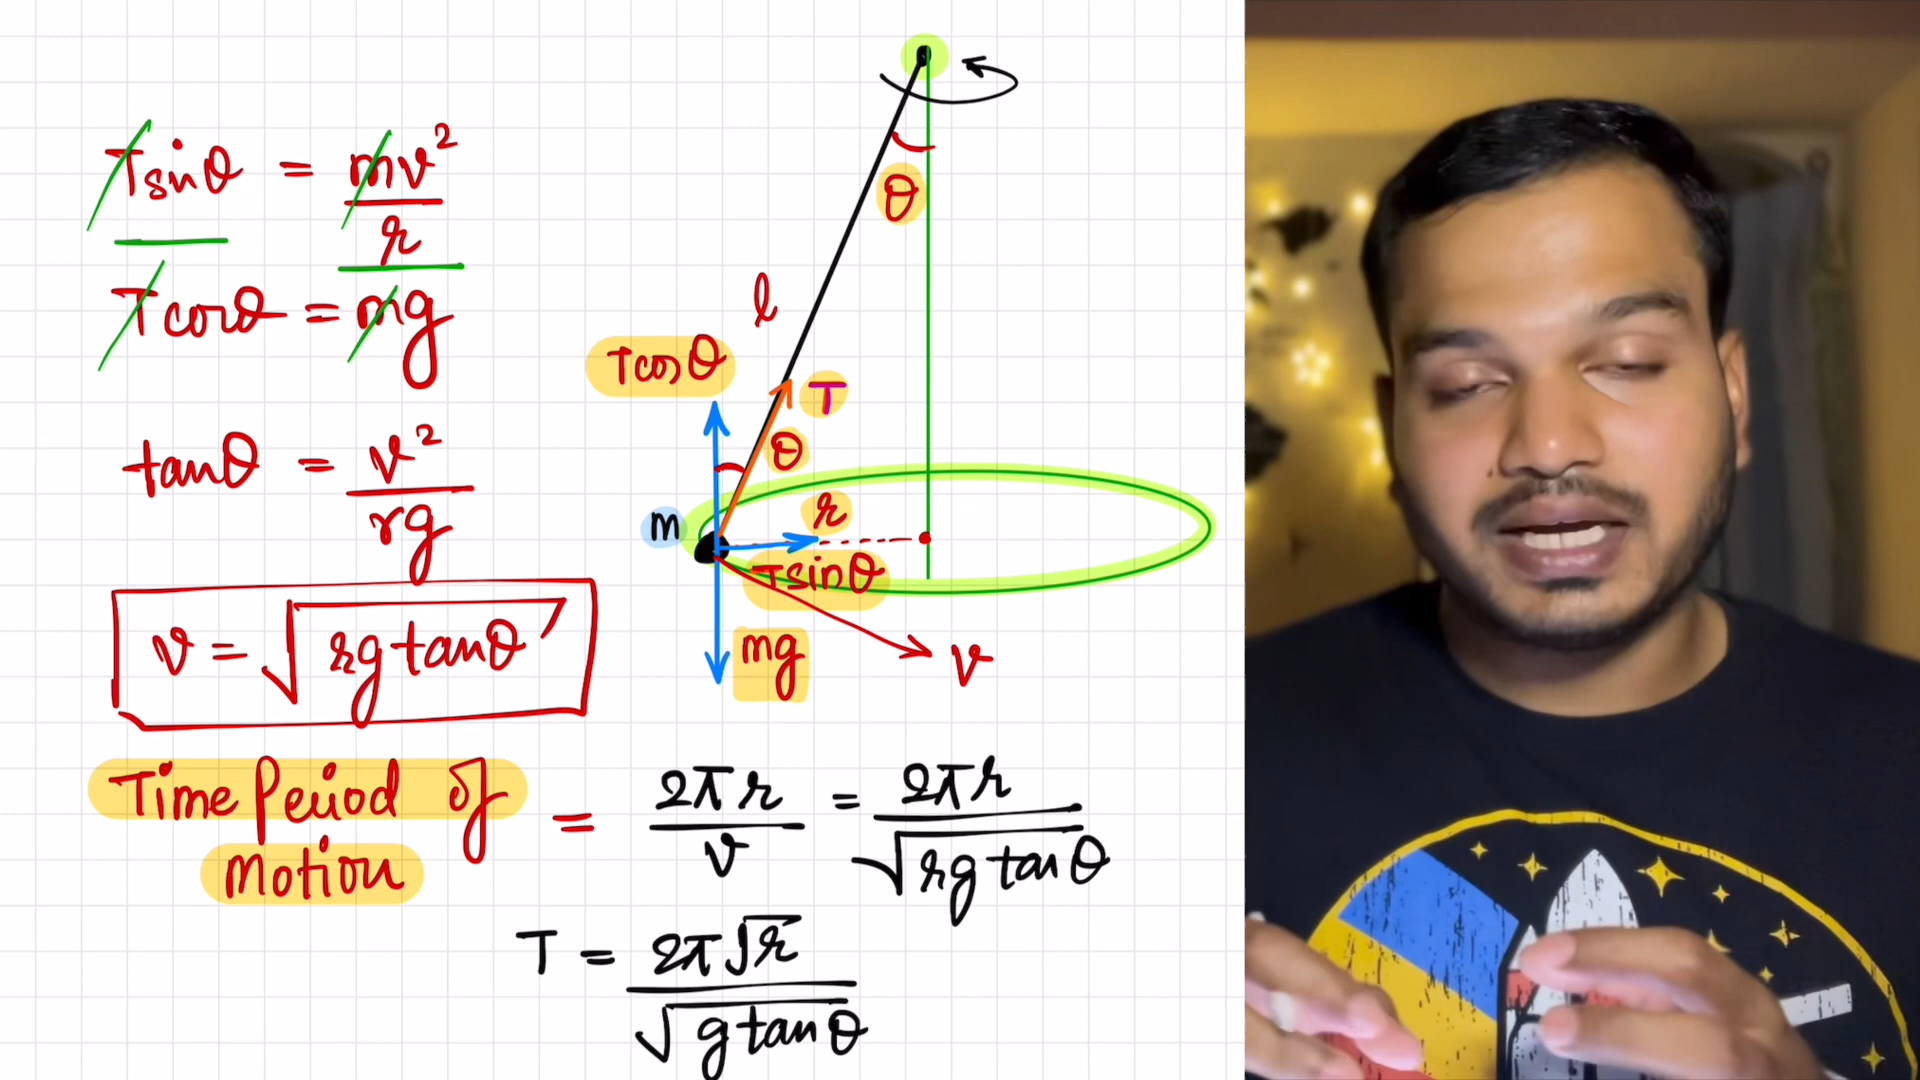 Tsinθ = mv²/r
Tcosθ = mg
tanθ = v²/rg
v = √rg tanθ
Time Period of Motion = 2πr/v = 2πr/√rg tanθ
T = 2π√r/√g tanθ
θ
l
Tcosθ
T
θ
m
r
Tsinθ
mg
v